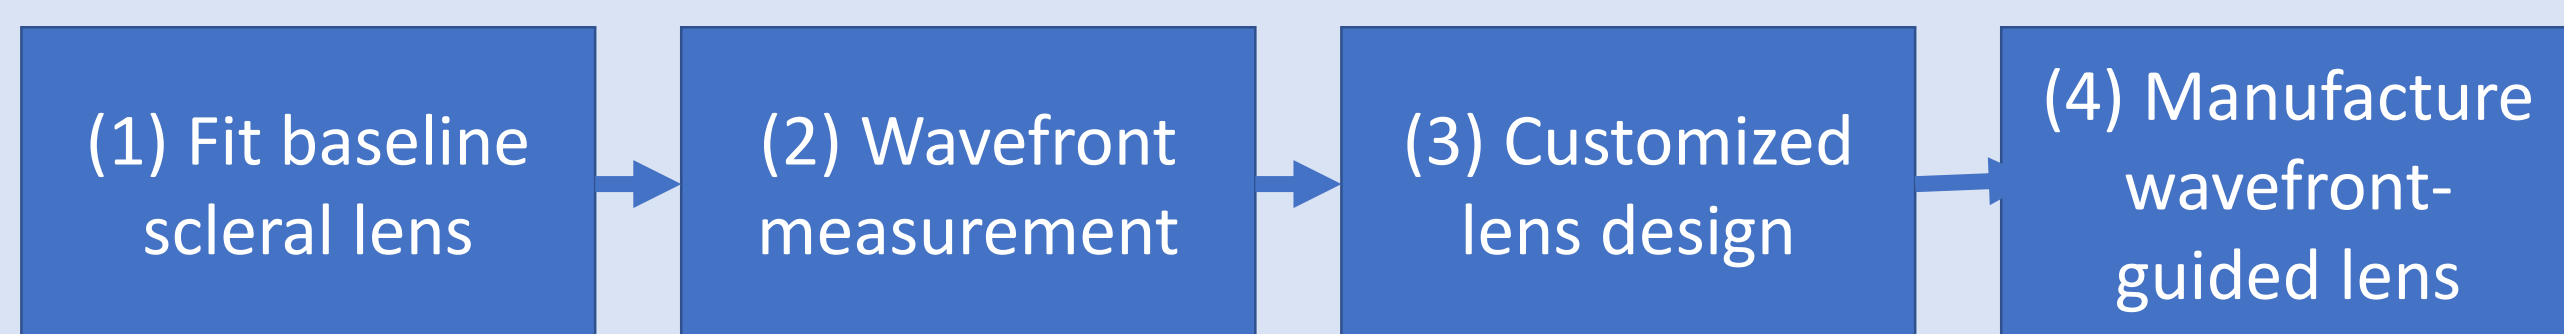 (1) Fit baseline
scleral lens
(2) Wavefront
measurement
(3) Customized
lens design
(4) Manufacture
wavefront-
guided lens